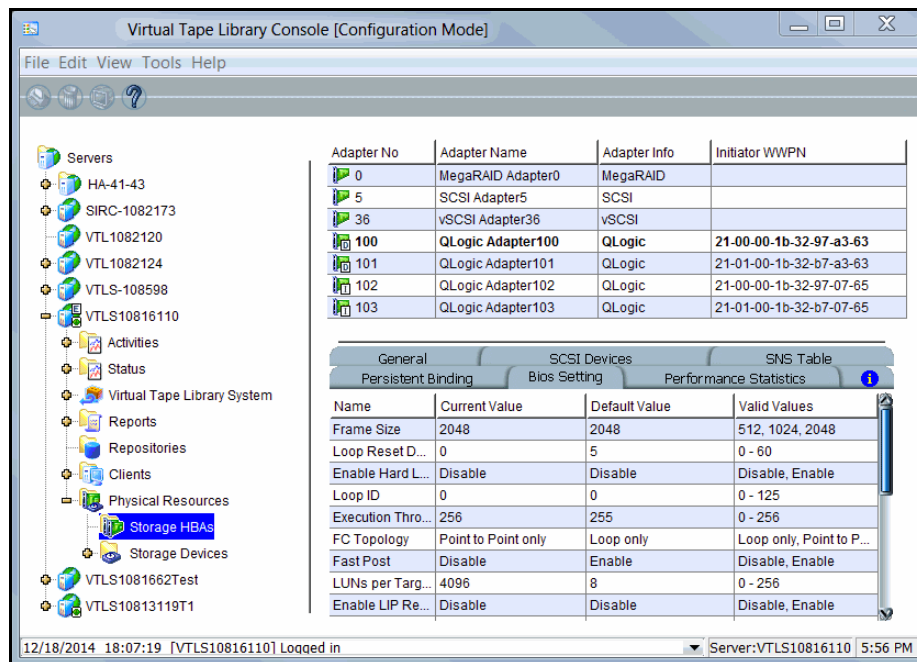 Virtual Tape Library Console [Configuration Mode]
File Edit View Tools Help
Servers
HA-41-43
SIRC-1082173
VTL1082120
VTL1082124
VTLS-108598
VTLS10816110
Activities
Status
Virtual Tape Library System
Reports
Repositories
Clients
Physical Resources
Storage HBAs
Storage Devices
VTLS1081662Test
VTLS10813119T1
Adapter No Adapter Name Adapter Info Initiator WWPN
0 MegaRAID Adapter0 MegaRAID
5 SCSI Adapter5 SCSI
36 vSCSI Adapter36 vSCSI
100 QLogic Adapter100 QLogic 21-00-00-1b-32-97-a3-63
101 QLogic Adapter101 QLogic 21-01-00-1b-32-b7-a3-63
102 QLogic Adapter102 QLogic 21-00-00-1b-32-97-07-65
103 QLogic Adapter103 QLogic 21-01-00-1b-32-b7-07-65
General SCSI Devices SNS Table
Persistent Binding Bios Setting Performance Statistics
Name Current Value Default Value Valid Values
Frame Size 2048 2048 512, 1024, 2048
Loop Reset D... 0 5 0 - 60
Enable Hard L... Disable Disable Disable, Enable
Loop ID 0 0 0 - 125
Execution Thro... 256 255 0 - 256
FC Topology Point to Point only Loop only Loop only, Point to P...
Fast Post Disable Enable Disable, Enable
LUNs per Targ... 4096 8 0 - 256
Enable LIP Re... Disable Disable Disable, Enable
12/18/2014 18:07:19 [VTLS10816110] Logged in Server:VTLS10816110 5:56 PM